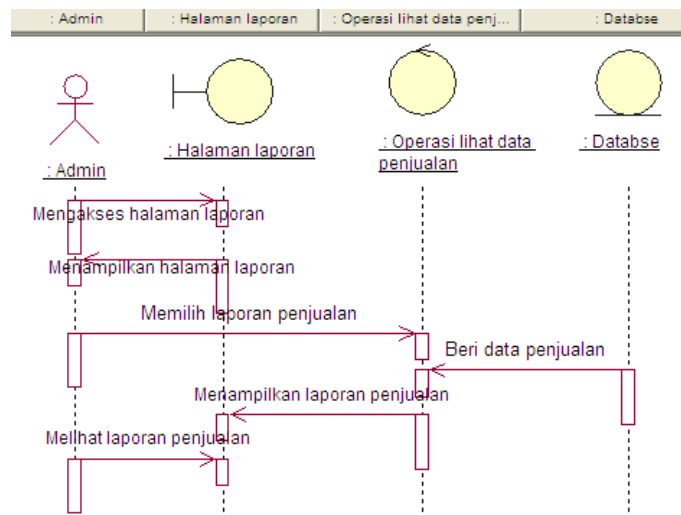 : Admin
: Halaman laporan
: Operasi lihat data penj...
: Databse
: Admin
: Halaman laporan
: Operasi lihat data
penjualan
: Databse
Mengakses halaman laporan
Menampilkan halaman laporan
Memilih laporan penjualan
Beri data penjualan
Menampilkan laporan penjualan
Melihat laporan penjualan